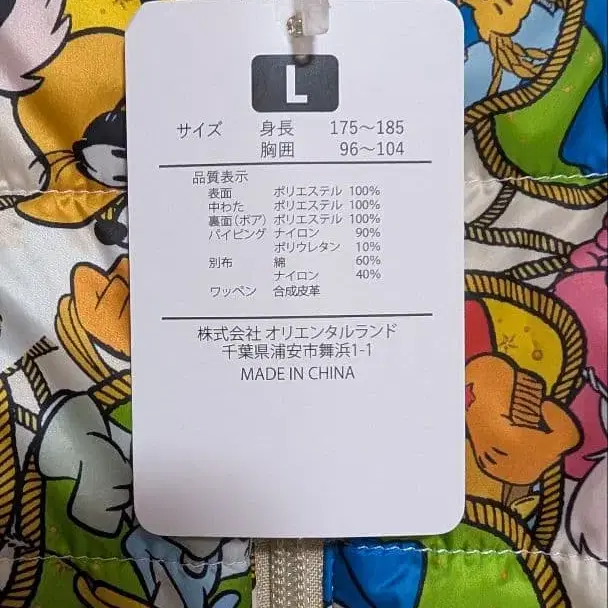 L
サイズ 身長 175～185
胸囲 96～104
品質表示
表面 ポリエステル 100%
中わた ポリエステル 100%
裏面(ボア) ポリエステル 100%
パイピング ナイロン 90%
ポリウレタン 10%
別布 綿 60%
ナイロン 40%
ワッペン 合成皮革
株式会社 オリエンタルランド
千葉県浦安市舞浜1-1
MADE IN CHINA